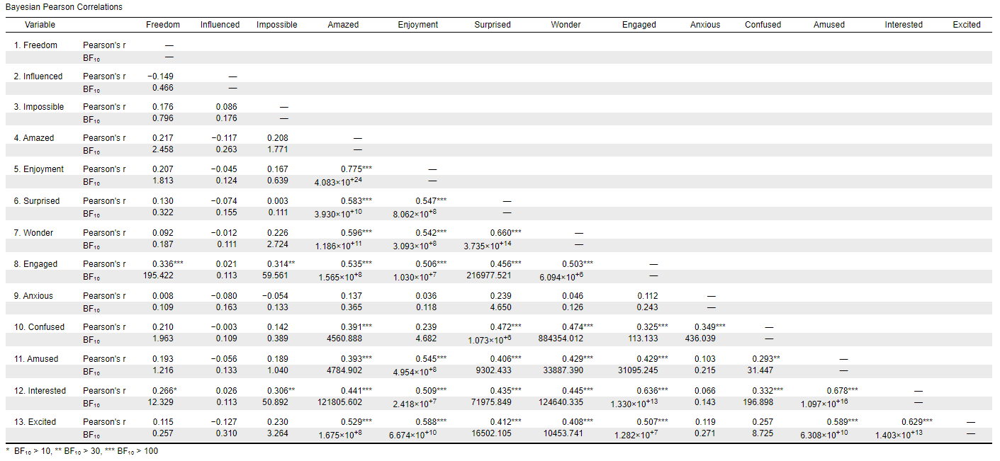 Bayesian Pearson Correlations
Variable Freedom Influenced Impossible Amazed Enjoyment Surprised Wonder Engaged Anxious Confused Amused Interested Excited
1. Freedom Pearson's r —
BF₁₀ —
2. Influenced Pearson's r −0.149 —
BF₁₀ 0.466 —
3. Impossible Pearson's r 0.176 0.086 —
BF₁₀ 0.796 0.176 —
4. Amazed Pearson's r 0.217 −0.117 0.208 —
BF₁₀ 2.458 0.263 1.771 —
5. Enjoyment Pearson's r 0.207 −0.045 0.167 0.775*** —
BF₁₀ 1.813 0.124 0.639 4.083×10⁺²⁴ —
6. Surprised Pearson's r 0.130 −0.074 0.003 0.583*** 0.547*** —
BF₁₀ 0.322 0.155 0.111 3.930×10⁺¹⁰ 8.062×10⁺⁸ —
7. Wonder Pearson's r 0.092 −0.012 0.226 0.596*** 0.542*** 0.660*** —
BF₁₀ 0.187 0.111 2.724 1.186×10⁺¹¹ 3.093×10⁺⁸ 3.735×10⁺¹⁴ —
8. Engaged Pearson's r 0.336*** 0.021 0.314** 0.535*** 0.506*** 0.456*** 0.503*** —
BF₁₀ 195.422 0.113 59.561 1.565×10⁺⁸ 1.030×10⁺⁷ 216977.521 6.094×10⁺⁶ —
9. Anxious Pearson's r 0.008 −0.080 −0.054 0.137 0.036 0.239 0.046 0.112 —
BF₁₀ 0.109 0.163 0.133 0.365 0.118 4.650 0.126 0.243 —
10. Confused Pearson's r 0.210 −0.003 0.142 0.391*** 0.239 0.472*** 0.474*** 0.325*** 0.349*** —
BF₁₀ 1.963 0.109 0.389 4560.888 4.682 1.073×10⁺⁶ 884354.012 113.133 436.039 —
11. Amused Pearson's r 0.193 −0.056 0.189 0.393*** 0.545*** 0.406*** 0.429*** 0.429*** 0.103 0.293** —
BF₁₀ 1.216 0.133 1.040 4784.902 4.954×10⁺⁸ 9302.433 33887.390 31095.245 0.215 31.447 —
12. Interested Pearson's r 0.266* 0.026 0.306** 0.441*** 0.509*** 0.435*** 0.445*** 0.636*** 0.066 0.332*** 0.678*** —
BF₁₀ 12.329 0.113 50.892 121805.602 2.418×10⁺⁷ 71975.849 124640.335 1.330×10⁺¹³ 0.143 196.898 1.097×10⁺¹⁶ —
13. Excited Pearson's r 0.115 −0.127 0.230 0.529*** 0.588*** 0.412*** 0.408*** 0.507*** 0.119 0.257 0.589*** 0.629*** —
BF₁₀ 0.257 0.310 3.264 1.675×10⁺⁸ 6.674×10⁺¹⁰ 16502.105 10453.741 1.282×10⁺⁷ 0.271 8.725 6.308×10⁺¹⁰ 1.403×10⁺¹³ —
* BF₁₀ > 10, ** BF₁₀ > 30, *** BF₁₀ > 100